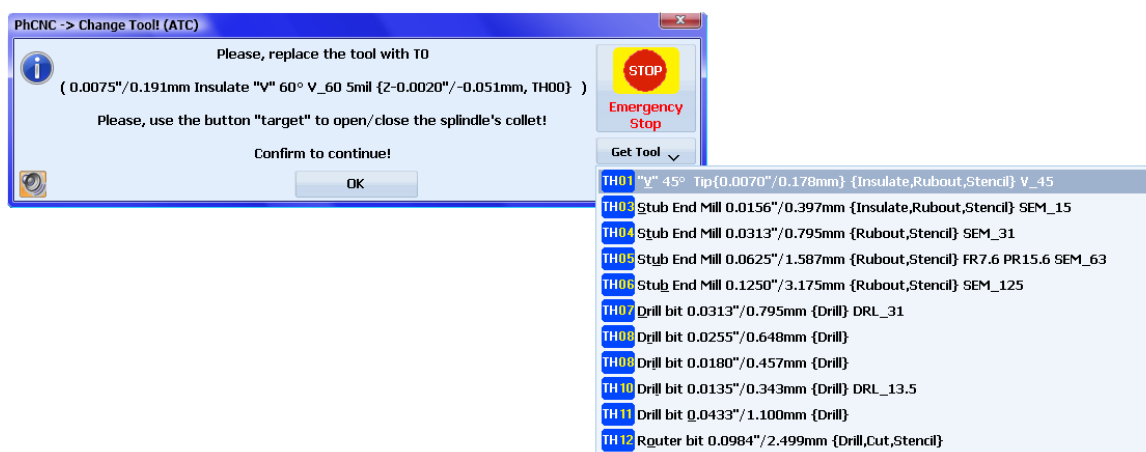 PhCNC -> Change Tool! (ATC)
Please, replace the tool with T0
( 0.0075"/0.191mm Insulate "V" 60° V_60 5mil {Z-0.0020"/-0.051mm, TH00} )
Please, use the button "target" to open/close the splindle's collet!
Confirm to continue!
OK
STOP
Emergency
Stop
Get Tool
TH01 "V" 45° Tip{0.0070"/0.178mm} {Insulate,Rubout,Stencil} V_45
TH03 Stub End Mill 0.0156"/0.397mm {Insulate,Rubout,Stencil} SEM_15
TH04 Stub End Mill 0.0313"/0.795mm {Rubout,Stencil} SEM_31
TH05 Stub End Mill 0.0625"/1.587mm {Rubout,Stencil} FR7.6 PR15.6 SEM_63
TH06 Stub End Mill 0.1250"/3.175mm {Rubout,Stencil} SEM_125
TH07 Drill bit 0.0313"/0.795mm {Drill} DRL_31
TH08 Drill bit 0.0255"/0.648mm {Drill}
TH08 Drill bit 0.0180"/0.457mm {Drill}
TH10 Drill bit 0.0135"/0.343mm {Drill} DRL_13.5
TH11 Drill bit 0.0433"/1.100mm {Drill}
TH12 Router bit 0.0984"/2.499mm {Drill,Cut,Stencil}